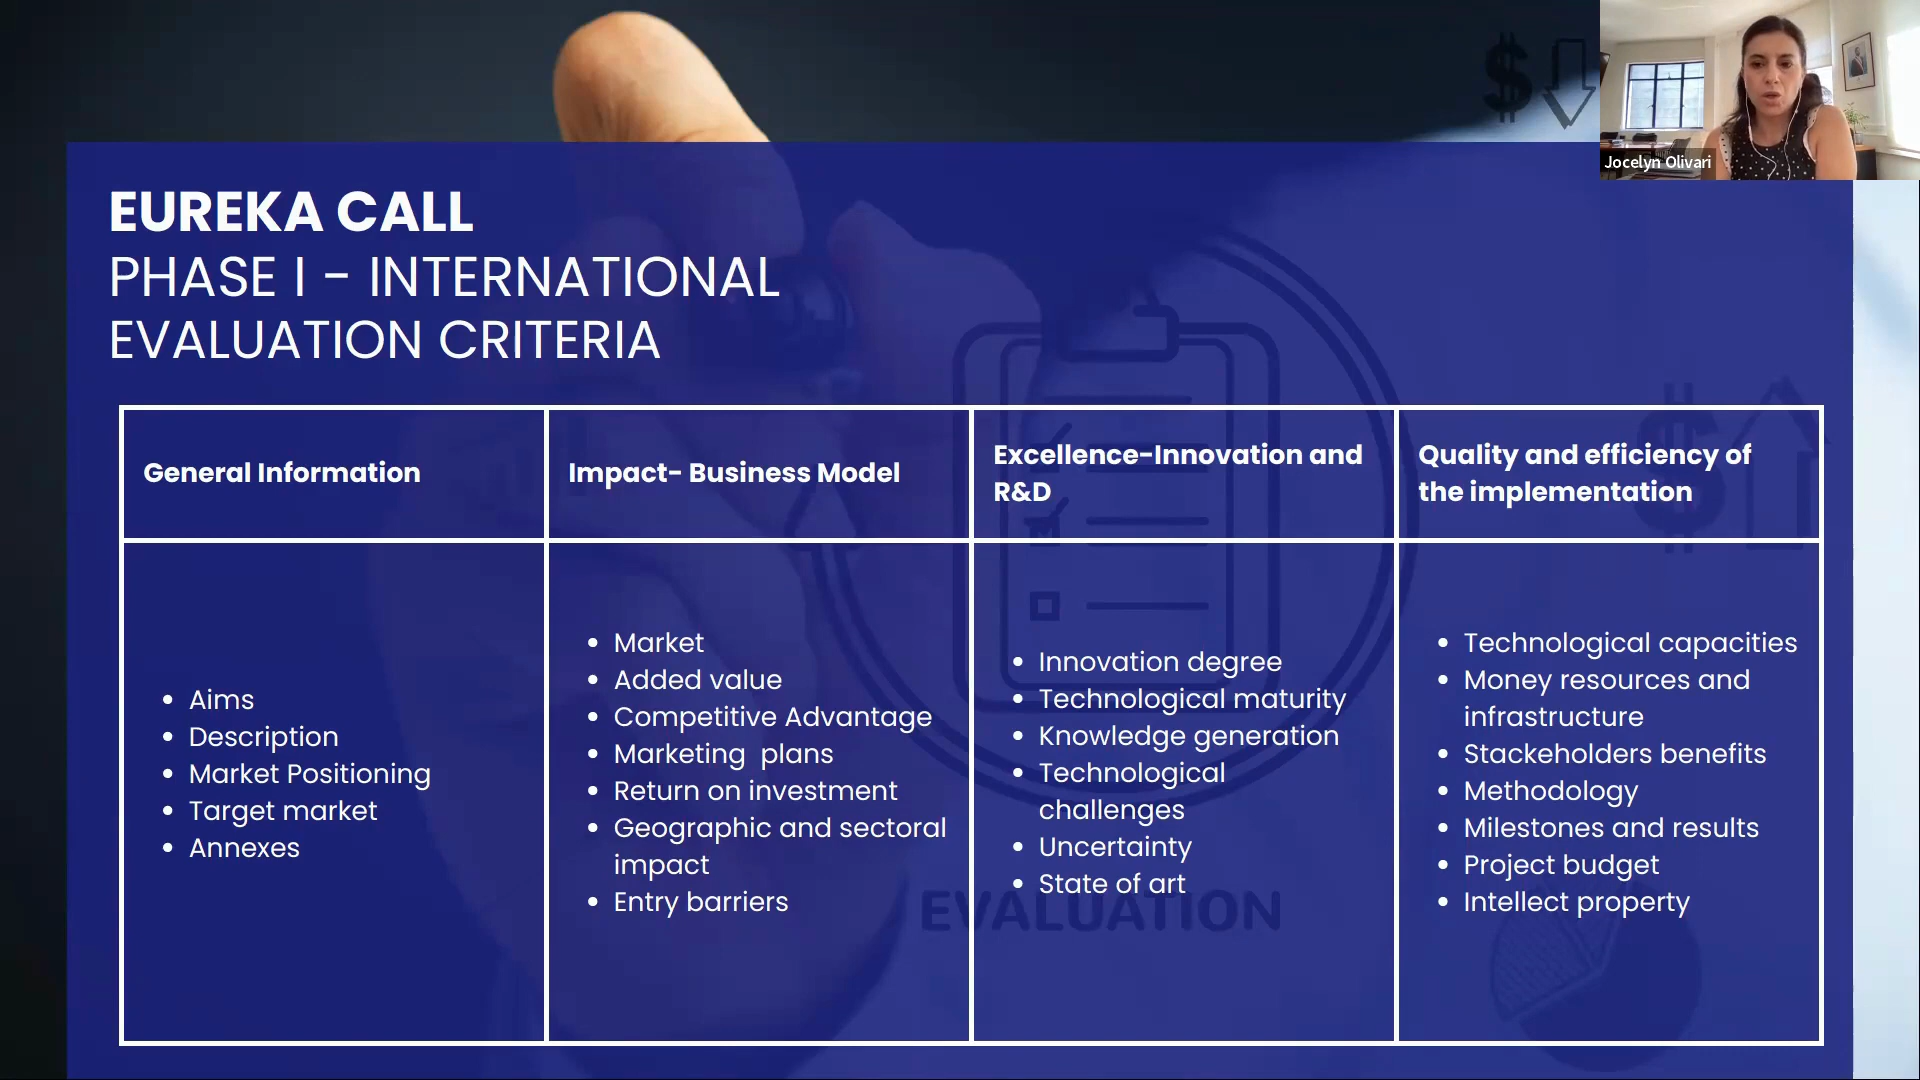 $
Jocelyn Olivari
EUREKA CALL
PHASE I - INTERNATIONAL
EVALUATION CRITERIA
General Information
Impact- Business Model
Excellence-Innovation and
R&D
Quality and efficiency of
the implementation
• Aims
• Description
• Market Positioning
• Target market
• Annexes
• Market
• Added value
• Competitive Advantage
• Marketing plans
• Return on investment
• Geographic and sectoral
impact
• Entry barriers
• Innovation degree
• Technological maturity
• Knowledge generation
• Technological
challenges
• Uncertainty
• State of art
• Technological capacities
• Money resources and
infrastructure
• Stackeholders benefits
• Methodology
• Milestones and results
• Project budget
• Intellect property
$
EVALUATION